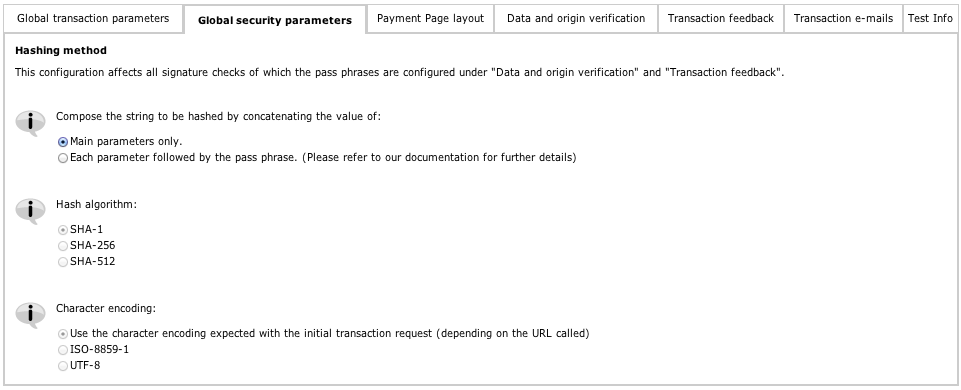 Global transaction parameters
Global security parameters
Payment Page layout
Data and origin verification
Transaction feedback
Transaction e-mails
Test Info
Hashing method
This configuration affects all signature checks of which the pass phrases are configured under "Data and origin verification" and "Transaction feedback".
Compose the string to be hashed by concatenating the value of:
Main parameters only.
Each parameter followed by the pass phrase. (Please refer to our documentation for further details)
Hash algorithm:
SHA-1
SHA-256
SHA-512
Character encoding:
Use the character encoding expected with the initial transaction request (depending on the URL called)
ISO-8859-1
UTF-8